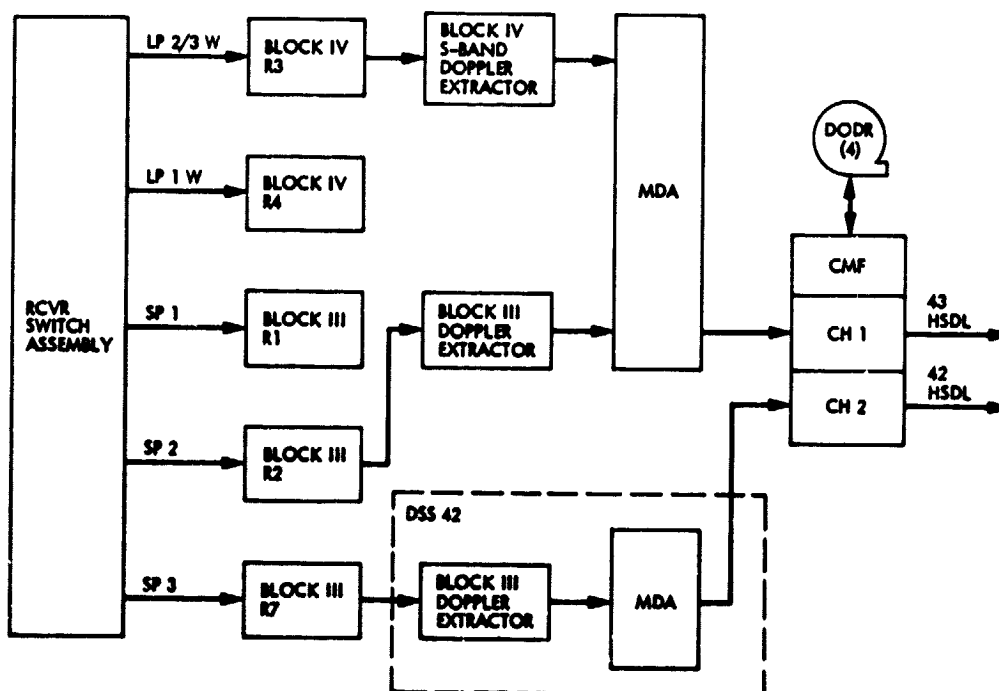 LP 2/3 W
BLOCK IV
R3
BLOCK IV
S-BAND
DOPPLER
EXTRACTOR
DODR
(4)
LP 1 W
BLOCK IV
R4
MDA
CMF
RCVR
SWITCH
ASSEMBLY
SP 1
BLOCK III
R1
BLOCK III
DOPPLER
EXTRACTOR
CH 1
43
HSDL
CH 2
42
HSDL
SP 2
BLOCK III
R2
DSS 42
SP 3
BLOCK III
R7
BLOCK III
DOPPLER
EXTRACTOR
MDA